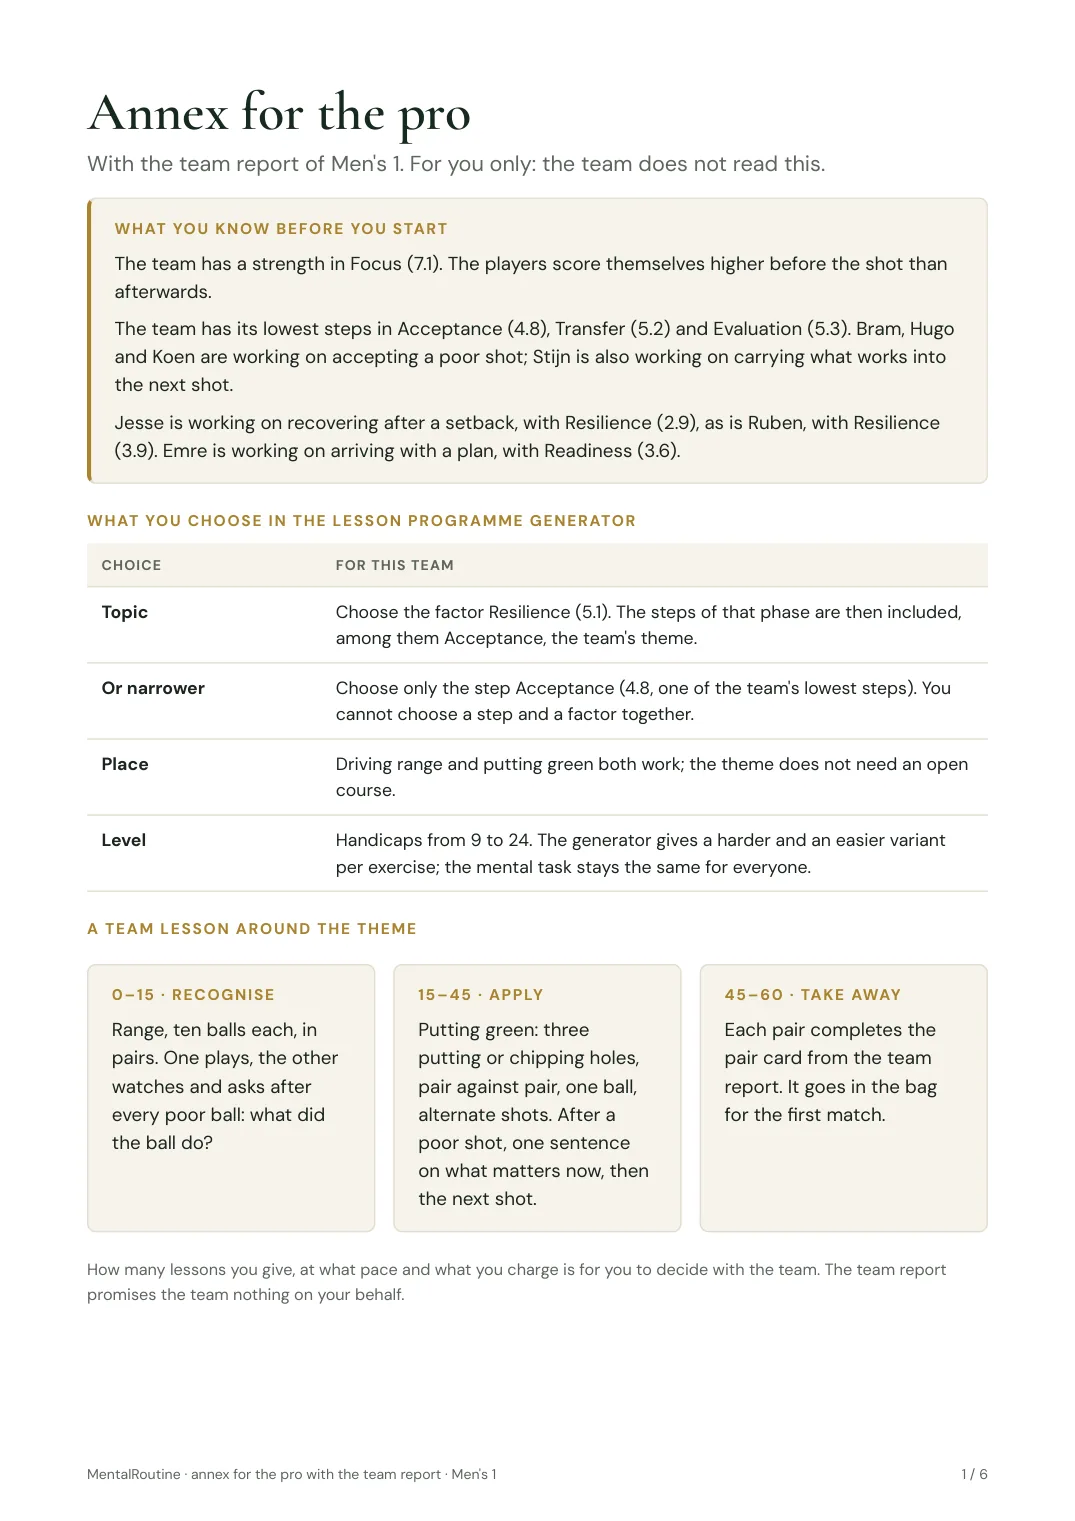 Annex for the pro
With the team report of Men's 1. For you only: the team does not read this.
WHAT YOU KNOW BEFORE YOU START
The team has a strength in Focus (7.1). The players score themselves higher before the shot than
afterwards.
The team has its lowest steps in Acceptance (4.8), Transfer (5.2) and Evaluation (5.3). Bram, Hugo
and Koen are working on accepting a poor shot; Stijn is also working on carrying what works into
the next shot.
Jesse is working on recovering after a setback, with Resilience (2.9), as is Ruben, with Resilience
(3.9). Emre is working on arriving with a plan, with Readiness (3.6).
WHAT YOU CHOOSE IN THE LESSON PROGRAMME GENERATOR
CHOICE
FOR THIS TEAM
Topic
Choose the factor Resilience (5.1). The steps of that phase are then included,
among them Acceptance, the team's theme.
Or narrower
Choose only the step Acceptance (4.8, one of the team's lowest steps). You
cannot choose a step and a factor together.
Place
Driving range and putting green both work; the theme does not need an open
course.
Level
Handicaps from 9 to 24. The generator gives a harder and an easier variant
per exercise; the mental task stays the same for everyone.
A TEAM LESSON AROUND THE THEME
0–15 · RECOGNISE
Range, ten balls each, in
pairs. One plays, the other
watches and asks after
every poor ball: what did
the ball do?
15–45 · APPLY
Putting green: three
putting or chipping holes,
pair against pair, one ball,
alternate shots. After a
poor shot, one sentence
on what matters now, then
the next shot.
45–60 · TAKE AWAY
Each pair completes the
pair card from the team
report. It goes in the bag
for the first match.
How many lessons you give, at what pace and what you charge is for you to decide with the team. The team report
promises the team nothing on your behalf.
MentalRoutine · annex for the pro with the team report · Men's 1
1 / 6